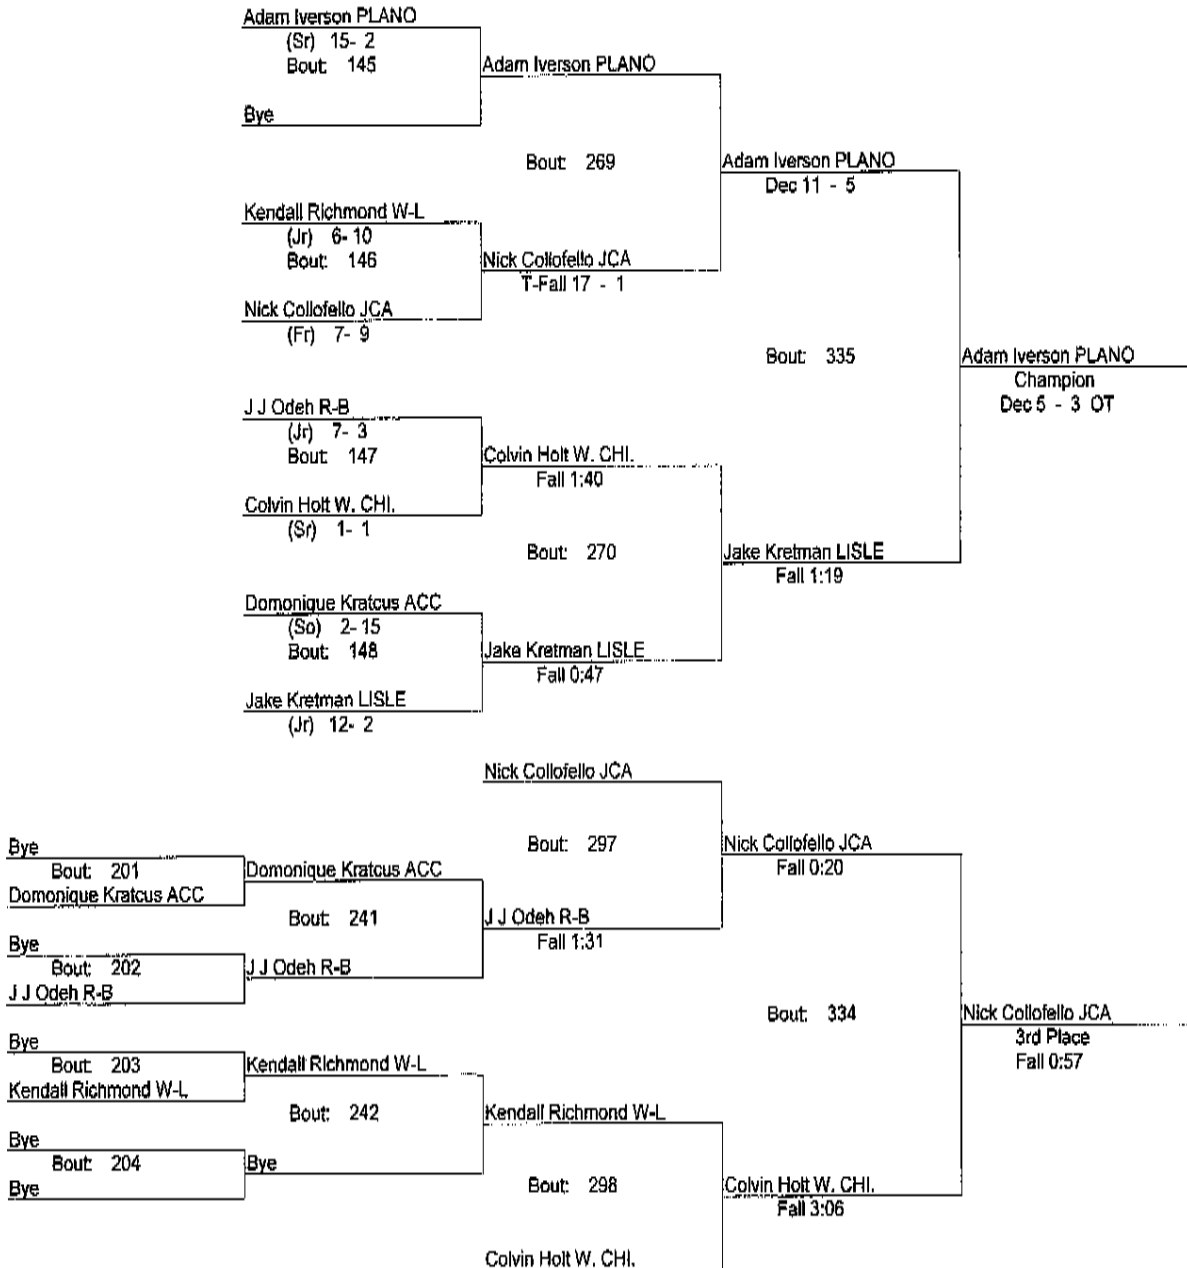 Adam Iverson PLANO
(Sr) 15- 2
Bout: 145
Adam Iverson PLANO
Bye
Bout: 269
Adam Iverson PLANO
Dec 11 - 5
Kendall Richmond W-L
(Jr) 6- 10
Bout: 146
Nick Collofello JCA
T-Fall 17 - 1
Nick Collofello JCA
(Fr) 7- 9
Bout: 335
Adam Iverson PLANO
Champion
Dec 5 - 3 OT
J J Odeh R-B
(Jr) 7- 3
Bout: 147
Colvin Holt W. CHI.
Fall 1:40
Colvin Holt W. CHI.
(Sr) 1- 1
Bout: 270
Jake Kretman LISLE
Fall 1:19
Domonique Kratcus ACC
(So) 2- 15
Bout: 148
Jake Kretman LISLE
Fall 0:47
Jake Kretman LISLE
(Jr) 12- 2
Nick Collofello JCA
Bout: 297
Nick Collofello JCA
Fall 0:20
Bye
Bout: 201
Domonique Kratcus ACC
Domonique Kratcus ACC
Bout: 241
J J Odeh R-B
Fall 1:31
Bye
Bout: 202
J J Odeh R-B
J J Odeh R-B
Bout: 334
Nick Collofello JCA
3rd Place
Fall 0:57
Bye
Bout: 203
Kendall Richmond W-L
Kendall Richmond W-L
Bout: 242
Kendall Richmond W-L
Bye
Bout: 204
Bye
Bye
Bout: 298
Colvin Holt W. CHI.
Fall 3:06
Colvin Holt W. CHI.